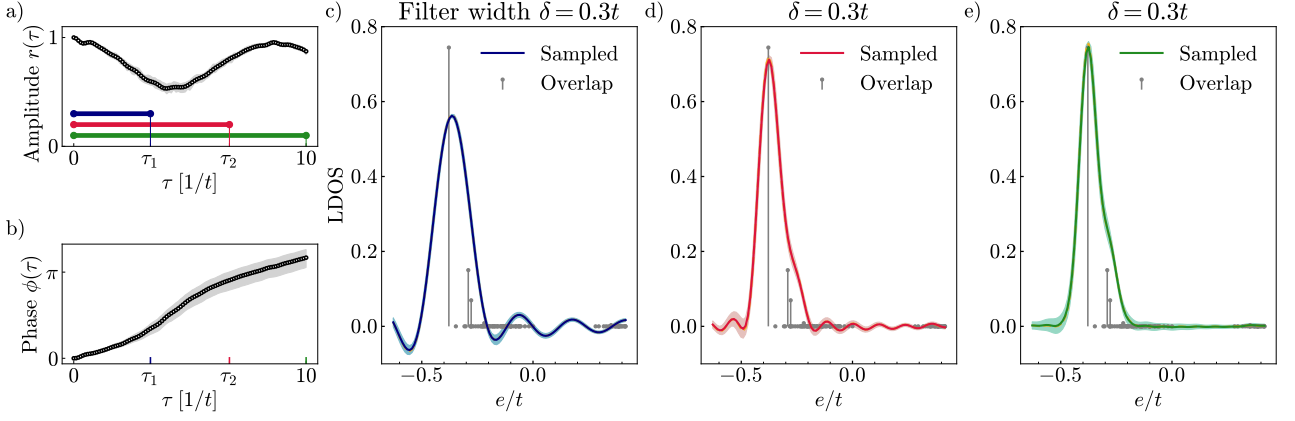 a)
Amplitude r(τ)
1
0
0
τ₁
τ₂
10
τ [1/t]
b)
Phase ϕ(τ)
π
0
0
τ₁
τ₂
10
τ [1/t]
c)
Filter width δ = 0.3t
LDOS
0.8
0.6
0.4
0.2
0.0
Sampled
Overlap
−0.5
0.0
e/t
d)
δ = 0.3t
0.8
0.6
0.4
0.2
0.0
Sampled
Overlap
−0.5
0.0
e/t
e)
δ = 0.3t
0.8
0.6
0.4
0.2
0.0
Sampled
Overlap
−0.5
0.0
e/t